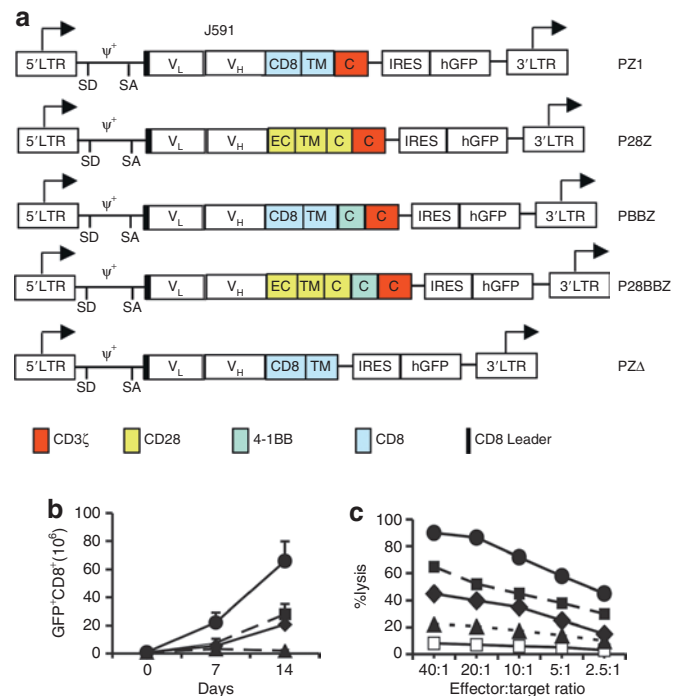 a
J591
5′LTR ψ+ SD SA VL VH CD8 TM C IRES hGFP 3′LTR PZ1
5′LTR ψ+ SD SA VL VH EC TM C C IRES hGFP 3′LTR P28Z
5′LTR ψ+ SD SA VL VH CD8 TM C C IRES hGFP 3′LTR PBBZ
5′LTR ψ+ SD SA VL VH EC TM C C C IRES hGFP 3′LTR P28BBZ
5′LTR ψ+ SD SA VL VH CD8 TM IRES hGFP 3′LTR PZΔ
CD3ζ CD28 4-1BB CD8 CD8 Leader
b
GFP+CD8+(10⁶)
100
80
60
40
20
0
0 7 14
Days
c
%lysis
100
80
60
40
20
0
40:1 20:1 10:1 5:1 2.5:1
Effector:target ratio